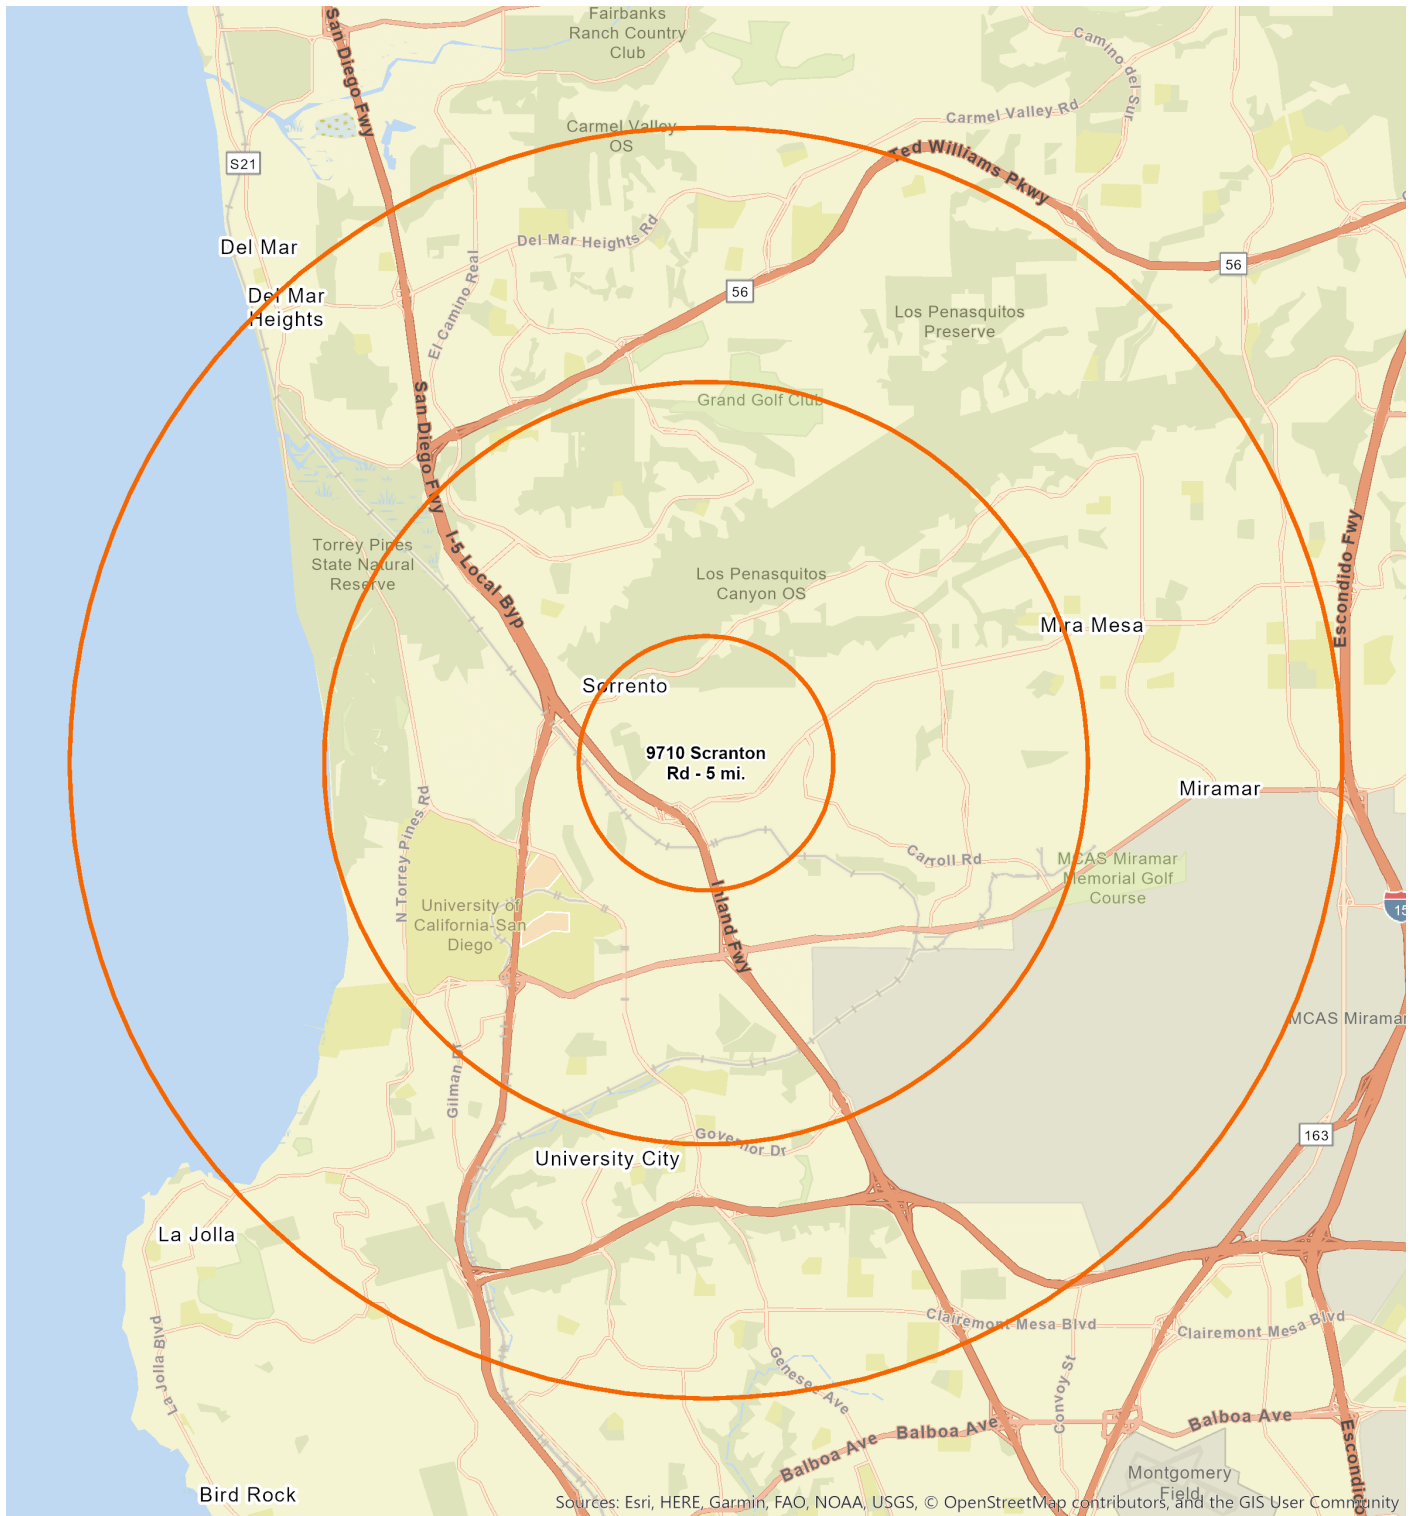 Fairbanks
Ranch Country
Club
San Diego Fwy
Camino del Sur
Carmel Valley Rd
Carmel Valley
OS
S21
Ted Williams Pkwy
Del Mar
Del Mar Heights Rd
El Camino Real
56
56
Del Mar
Heights
Los Penasquitos
Preserve
Grand Golf Club
San Diego Fwy
Torrey Pines
State Natural
Reserve
I-5 Local Byp
Los Penasquitos
Canyon OS
Escondido Fwy
Mira Mesa
Sorrento
9710 Scranton
Rd - 5 mi.
Miramar
N Torrey Pines Rd
Carroll Rd
MCAS Miramar
Memorial Golf
Course
University of
California-San
Diego
Inland Fwy
15
MCAS Miramar
Gilman Dr
Governor Dr
163
University City
La Jolla
Clairemont Mesa Blvd
Clairemont Mesa Blvd
La Jolla Blvd
Genesee Ave
Convoy St
Balboa Ave
Balboa Ave
Balboa Ave
Escondido
Montgomery
Field
Bird Rock
Sources: Esri, HERE, Garmin, FAO, NOAA, USGS, © OpenStreetMap contributors, and the GIS User Community